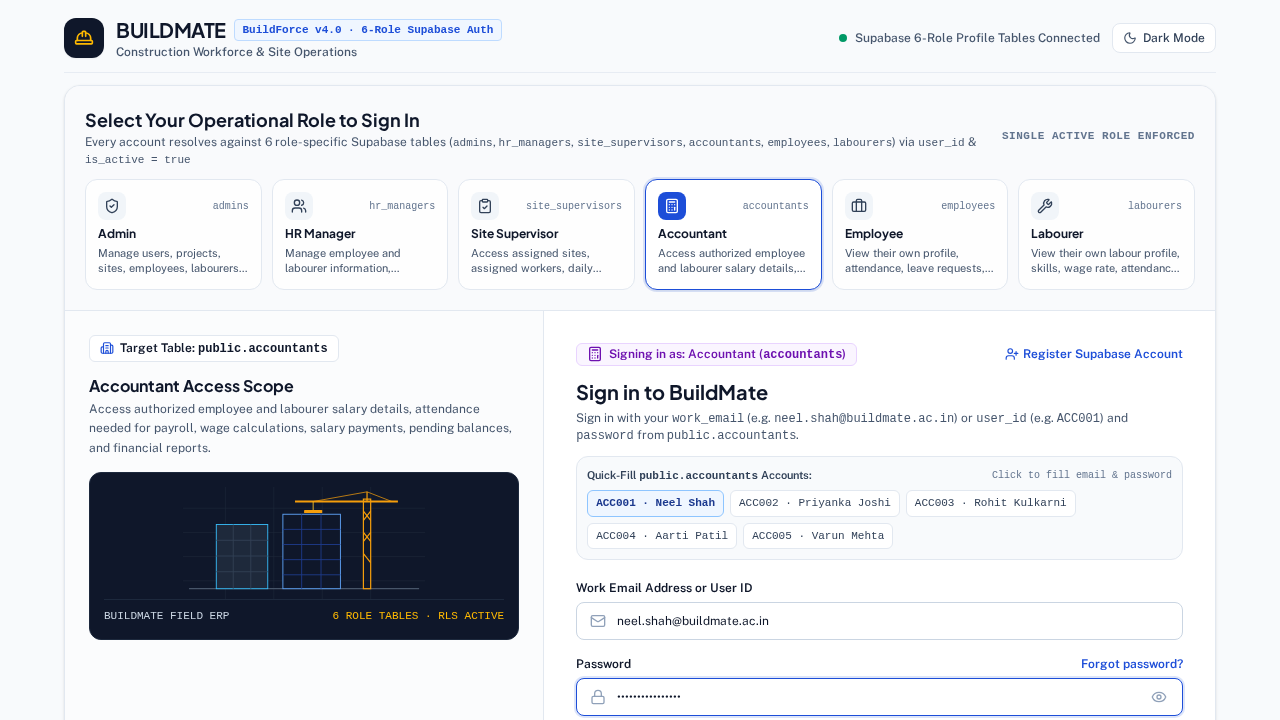 BUILDMATE
BuildForce v4.0 · 6-Role Supabase Auth
Construction Workforce & Site Operations
Supabase 6-Role Profile Tables Connected
Dark Mode
Select Your Operational Role to Sign In
Every account resolves against 6 role-specific Supabase tables (admins, hr_managers, site_supervisors, accountants, employees, labourers) via user_id &
is_active = true
SINGLE ACTIVE ROLE ENFORCED
admins
Admin
Manage users, projects,
sites, employees, labourers...
hr_managers
HR Manager
Manage employee and
labourer information,...
site_supervisors
Site Supervisor
Access assigned sites,
assigned workers, daily...
accountants
Accountant
Access authorized employee
and labourer salary details,...
employees
Employee
View their own profile,
attendance, leave requests,...
labourers
Labourer
View their own labour profile,
skills, wage rate, attendanc...
Target Table: public.accountants
Accountant Access Scope
Access authorized employee and labourer salary details, attendance
needed for payroll, wage calculations, salary payments, pending balances,
and financial reports.
BUILDMATE FIELD ERP
6 ROLE TABLES · RLS ACTIVE
Signing in as: Accountant (accountants)
Register Supabase Account
Sign in to BuildMate
Sign in with your work_email (e.g. neel.shah@buildmate.ac.in) or user_id (e.g. ACC001) and
password from public.accountants.
Quick-Fill public.accountants Accounts:
Click to fill email & password
ACC001 · Neel Shah
ACC002 · Priyanka Joshi
ACC003 · Rohit Kulkarni
ACC004 · Aarti Patil
ACC005 · Varun Mehta
Work Email Address or User ID
neel.shah@buildmate.ac.in
Password
Forgot password?
•••••••••••••••